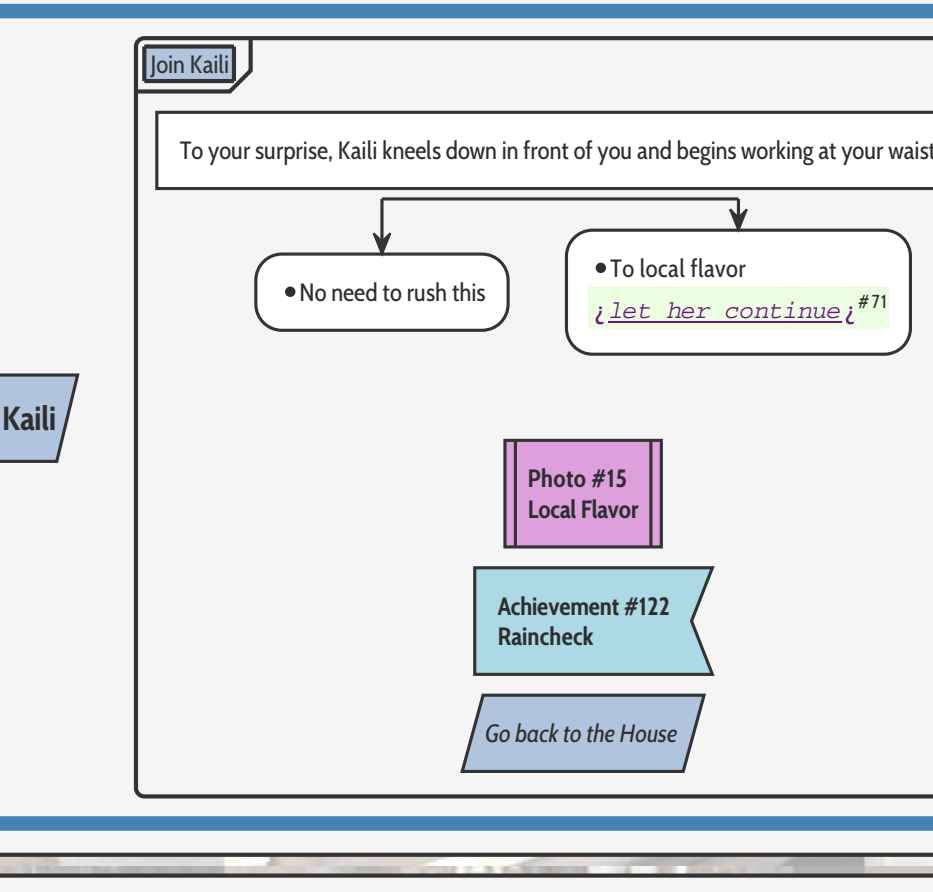 Join Kaili
To your surprise, Kaili kneels down in front of you and begins working at your waist
• No need to rush this
• To local flavor
¿let her continue¿#71
Kaili
Photo #15
Local Flavor
Achievement #122
Raincheck
Go back to the House